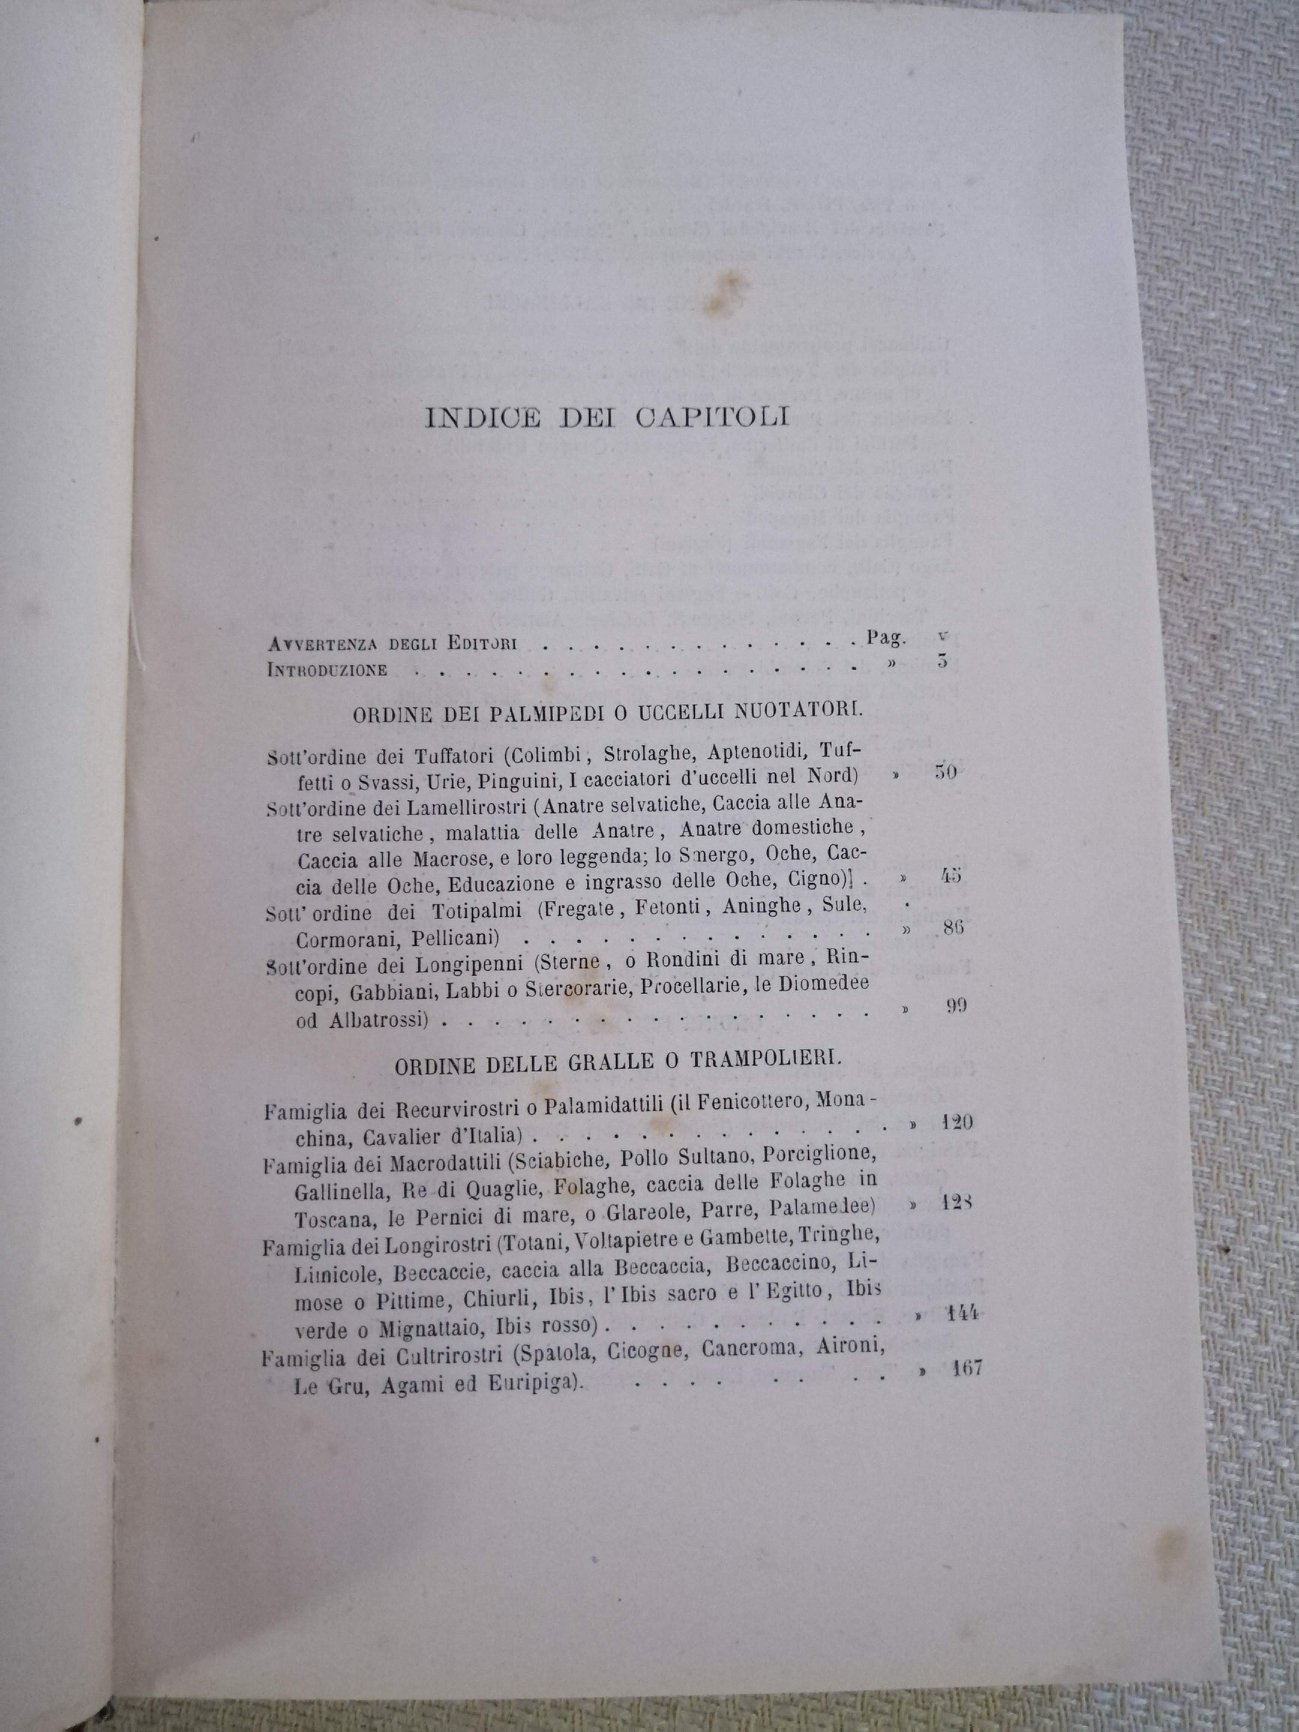 INDICE DEI CAPITOLI
AVVERTENZA DEGLI EDITORI . . . . . . . . . . . . . Pag. v
INTRODUZIONE . . . . . . . . . . . . . . . . . . » 3
ORDINE DEI PALMIPEDI O UCCELLI NUOTATORI.
Sott'ordine dei Tuffatori (Colimbi, Strolaghe, Aptenotidi, Tuf-
fetti o Svassi, Urie, Pinguini, I cacciatori d'uccelli nel Nord) » 30
Sott'ordine dei Lamellirostri (Anatre selvatiche, Caccia alle Ana-
tre selvatiche, malattia delle Anatre, Anatre domestiche,
Caccia alle Macrose, e loro leggenda; lo Smergo, Oche, Cac-
cia delle Oche, Educazione e ingrasso delle Oche, Cigno)] . » 45
Sott'ordine dei Totipalmi (Fregate, Fetonti, Aninghe, Sule,
Cormorani, Pellicani) . . . . . . . . . . . . . . » 86
Sott'ordine dei Longipenni (Sterne, o Rondini di mare, Rin-
copi, Gabbiani, Labbi o Stercorarie, Procellarie, le Diomedee
od Albatrossi) . . . . . . . . . . . . . . . . . » 99
ORDINE DELLE GRALLE O TRAMPOLIERI.
Famiglia dei Recurvirostri o Palamidattili (il Fenicottero, Mona-
china, Cavalier d'Italia) . . . . . . . . . . . . . . » 120
Famiglia dei Macrodattili (Sciabiche, Pollo Sultano, Porciglione,
Gallinella, Re di Quaglie, Folaghe, caccia delle Folaghe in
Toscana, le Pernici di mare, o Glareole, Parre, Palamedee) » 128
Famiglia dei Longirostri (Totani, Voltapietre e Gambette, Tringhe,
Limicole, Beccaccie, caccia alla Beccaccia, Beccaccino, Li-
mose o Pittime, Chiurli, Ibis, l'Ibis sacro e l'Egitto, Ibis
verde o Mignattaio, Ibis rosso) . . . . . . . . . . . » 144
Famiglia dei Cultrirostri (Spatola, Cicogne, Cancroma, Aironi,
Le Gru, Agami ed Euripiga). . . . . . . . . » 167